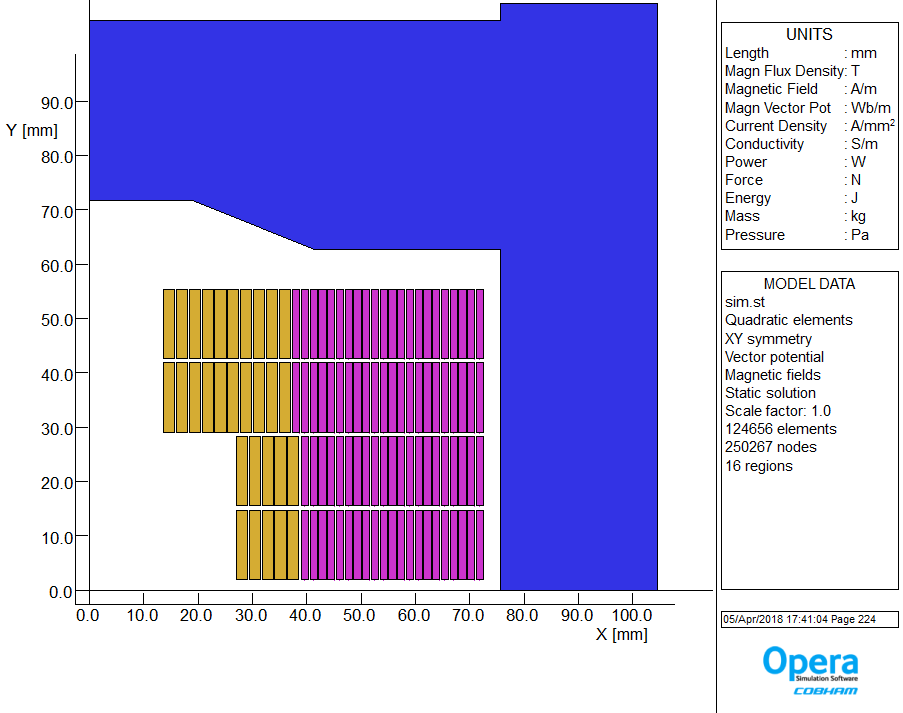 90.0
Y [mm]
80.0
70.0
60.0
50.0
40.0
30.0
20.0
10.0
0.0
0.0 10.0 20.0 30.0 40.0 50.0 60.0 70.0 80.0 90.0 100.0
X [mm]
UNITS
Length : mm
Magn Flux Density: T
Magnetic Field : A/m
Magn Vector Pot : Wb/m
Current Density : A/mm²
Conductivity : S/m
Power : W
Force : N
Energy : J
Mass : kg
Pressure : Pa
MODEL DATA
sim.st
Quadratic elements
XY symmetry
Vector potential
Magnetic fields
Static solution
Scale factor: 1.0
124656 elements
250267 nodes
16 regions
05/Apr/2018 17:41:04 Page 224
Opera
Simulation Software
COBHAM